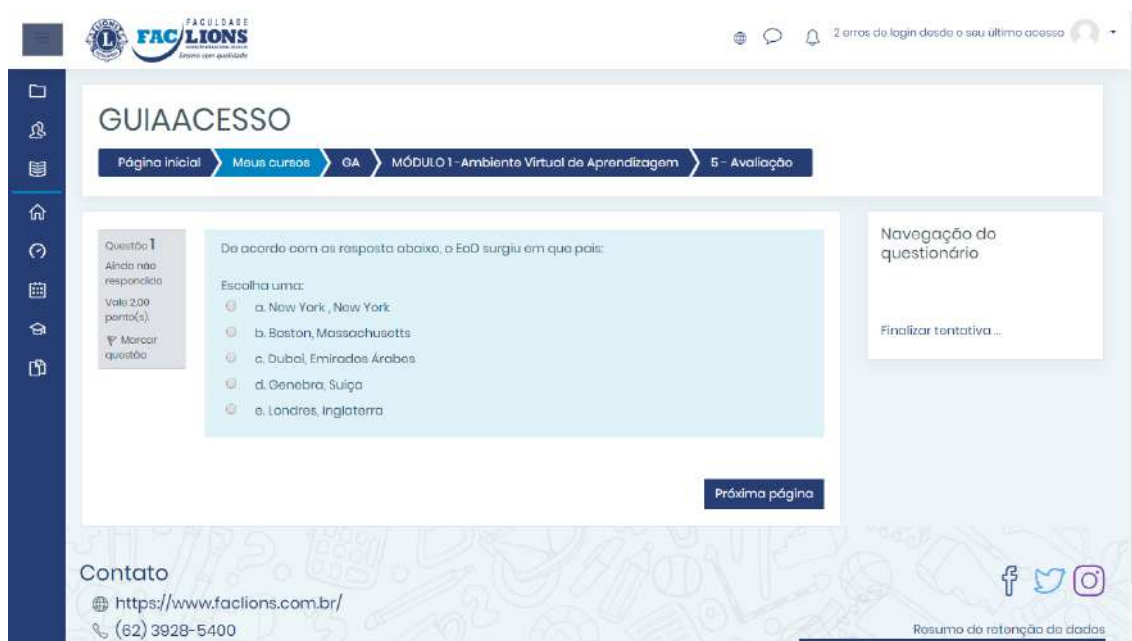 FACULDADE
FAC/LIONS
Ensino com qualidade
2 erros de login desde o seu último acesso
GUIAACESSO
Página inicial
Meus cursos
GA
MÓDULO 1 - Ambiente Virtual de Aprendizagem
5 - Avaliação
Questão 1
Ainda não
respondida
Vale 2,00
ponto(s).
Marcar
questão
De acordo com as resposta abaixo, o EaD surgiu em que país:
Escolha uma:
a. New York , New York
b. Boston, Massachusetts
c. Dubai, Emirados Árabes
d. Genebra, Suiça
e. Londres, Inglaterra
Próxima página
Navegação do
questionário
Finalizar tentativa ...
Contato
https://www.faclions.com.br/
(62) 3928-5400
Resumo de retenção de dados